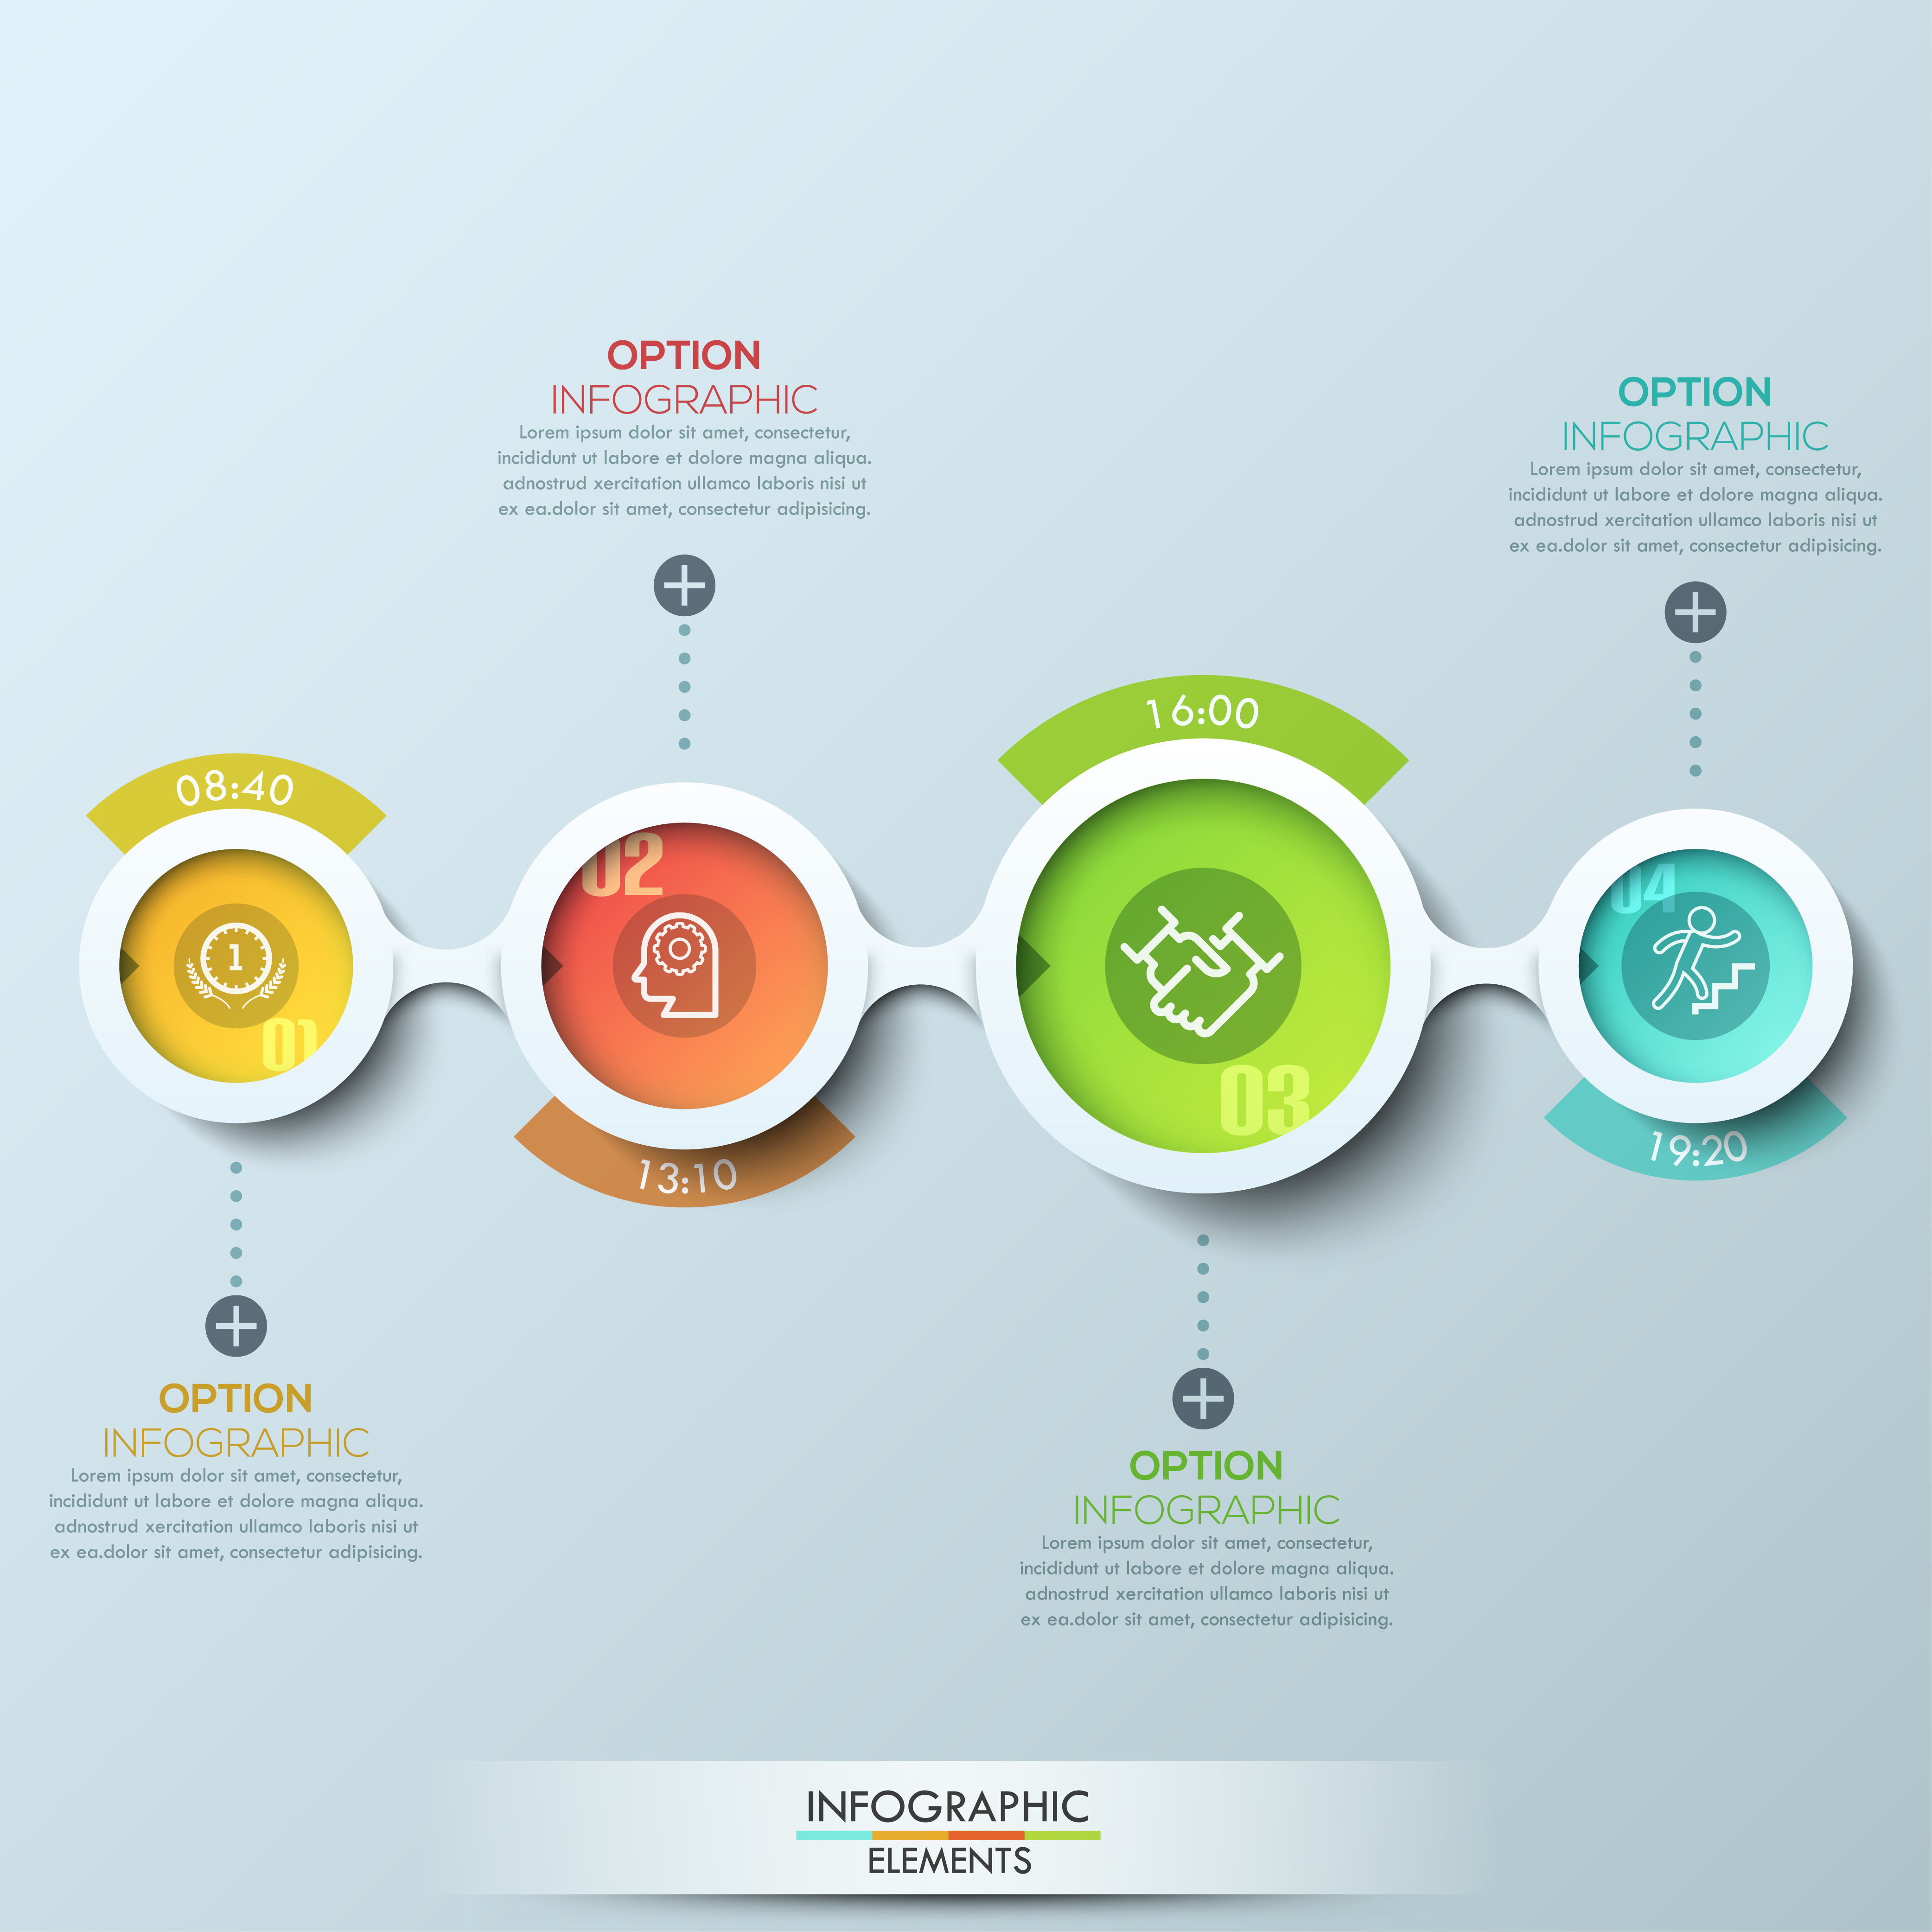 OPTION
INFOGRAPHIC
Lorem ipsum dolor sit amet, consectetur,
incididunt ut labore et dolore magna aliqua.
adnostrud xercitation ullamco laboris nisi ut
ex ea.dolor sit amet, consectetur adipisicing.
OPTION
INFOGRAPHIC
Lorem ipsum dolor sit amet, consectetur,
incididunt ut labore et dolore magna aliqua.
adnostrud xercitation ullamco laboris nisi ut
ex ea.dolor sit amet, consectetur adipisicing.
08:40
1
01
02
13:10
16:00
03
04
19:20
OPTION
INFOGRAPHIC
Lorem ipsum dolor sit amet, consectetur,
incididunt ut labore et dolore magna aliqua.
adnostrud xercitation ullamco laboris nisi ut
ex ea.dolor sit amet, consectetur adipisicing.
OPTION
INFOGRAPHIC
Lorem ipsum dolor sit amet, consectetur,
incididunt ut labore et dolore magna aliqua.
adnostrud xercitation ullamco laboris nisi ut
ex ea.dolor sit amet, consectetur adipisicing.
INFOGRAPHIC
ELEMENTS